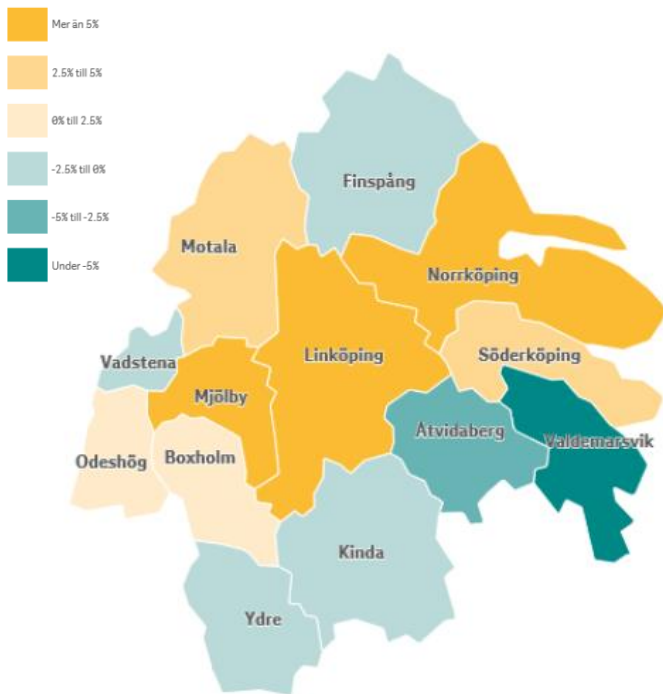 Mer än 5%
2.5% till 5%
0% till 2.5%
-2.5% till 0%
-5% till -2.5%
Under -5%
Finspång
Motala
Norrköping
Vadstena
Linköping
Söderköping
Mjölby
Åtvidaberg
Valdemarsvik
Odeshög
Boxholm
Kinda
Ydre